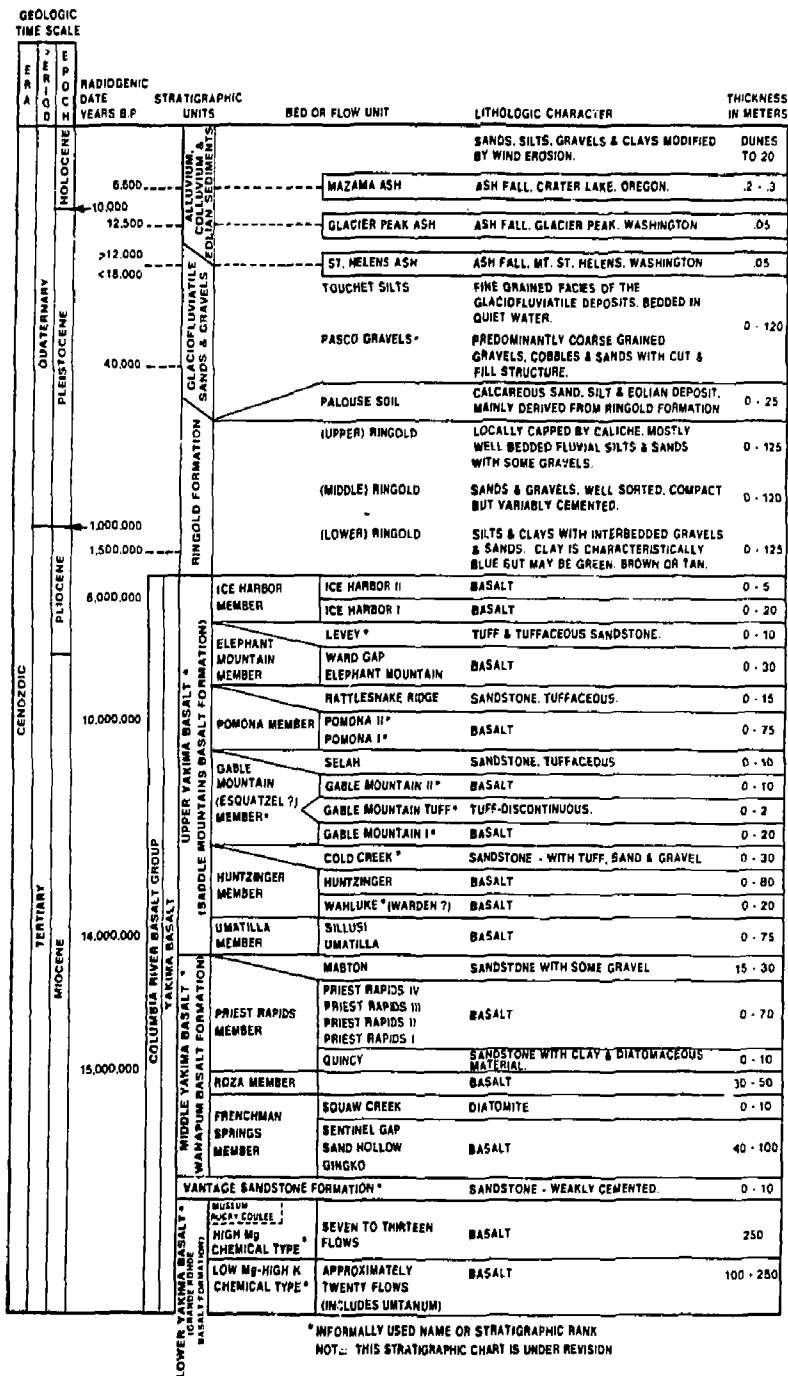 GEOLOGIC
TIME SCALE
ERA
PERIOD
EPOCH
RADIOGENIC
DATE
YEARS B.P
STRATIGRAPHIC
UNITS
BED OR FLOW UNIT
LITHOLOGIC CHARACTER
THICKNESS
IN METERS
CENOZOIC
QUATERNARY
TERTIARY
HOLOCENE
PLEISTOCENE
PLIOCENE
MIOCENE
ALLUVIUM,
COLLUVIUM &
EOLIAN SEDIMENTS
SANDS, SILTS, GRAVELS & CLAYS MODIFIED
BY WIND EROSION.
DUNES
TO 20
6,600
MAZAMA ASH
ASH FALL, CRATER LAKE, OREGON.
.2 - .3
10,000
12,500
GLACIER PEAK ASH
ASH FALL, GLACIER PEAK, WASHINGTON
.05
>12,000
<18,000
ST. HELENS ASH
ASH FALL, MT. ST. HELENS, WASHINGTON
.05
GLACIOFLUVIATILE
SANDS & GRAVELS
TOUCHET SILTS
FINE GRAINED FACIES OF THE
GLACIOFLUVIATILE DEPOSITS. BEDDED IN
QUIET WATER.
0 - 120
40,000
PASCO GRAVELS*
PREDOMINANTLY COARSE GRAINED
GRAVELS, COBBLES & SANDS WITH CUT &
FILL STRUCTURE.
PALOUSE SOIL
CALCAREOUS SAND, SILT & EOLIAN DEPOSIT.
MAINLY DERIVED FROM RINGOLD FORMATION
0 - 25
RINGOLD FORMATION
(UPPER) RINGOLD
LOCALLY CAPPED BY CALICHE. MOSTLY
WELL BEDDED FLUVIAL SILTS & SANDS
WITH SOME GRAVELS.
0 - 125
(MIDDLE) RINGOLD
SANDS & GRAVELS, WELL SORTED, COMPACT
BUT VARIABLY CEMENTED.
0 - 120
1,000,000
1,500,000
(LOWER) RINGOLD
SILTS & CLAYS WITH INTERBEDDED GRAVELS
& SANDS. CLAY IS CHARACTERISTICALLY
BLUE BUT MAY BE GREEN, BROWN OR TAN.
0 - 125
COLUMBIA RIVER BASALT GROUP
YAKIMA BASALT
UPPER YAKIMA BASALT *
(SADDLE MOUNTAINS BASALT FORMATION)
6,000,000
ICE HARBOR
MEMBER
ICE HARBOR II
BASALT
0 - 5
ICE HARBOR I
BASALT
0 - 20
ELEPHANT
MOUNTAIN
MEMBER
LEVEY *
TUFF & TUFFACEOUS SANDSTONE.
0 - 10
WARD GAP
ELEPHANT MOUNTAIN
BASALT
0 - 30
RATTLESNAKE RIDGE
SANDSTONE, TUFFACEOUS.
0 - 15
10,000,000
POMONA MEMBER
POMONA II*
POMONA I*
BASALT
0 - 75
GABLE
MOUNTAIN
(ESQUATZEL ?)
MEMBER*
SELAH
SANDSTONE, TUFFACEOUS
0 - 10
GABLE MOUNTAIN II*
BASALT
0 - 10
GABLE MOUNTAIN TUFF*
TUFF-DISCONTINUOUS.
0 - 2
GABLE MOUNTAIN I*
BASALT
0 - 20
HUNTZINGER
MEMBER
COLD CREEK *
SANDSTONE - WITH TUFF, SAND & GRAVEL
0 - 30
HUNTZINGER
BASALT
0 - 80
WAHLUKE *(WARDEN ?)
BASALT
0 - 20
14,000,000
UMATILLA
MEMBER
SILLUSI
UMATILLA
BASALT
0 - 75
MIDDLE YAKIMA BASALT *
(WANAPUM BASALT FORMATION)
MABTON
SANDSTONE WITH SOME GRAVEL
15 - 30
PRIEST RAPIDS
MEMBER
PRIEST RAPIDS IV
PRIEST RAPIDS III
PRIEST RAPIDS II
PRIEST RAPIDS I
BASALT
0 - 70
15,000,000
QUINCY
SANDSTONE WITH CLAY & DIATOMACEOUS
MATERIAL.
0 - 10
ROZA MEMBER
BASALT
30 - 50
FRENCHMAN
SPRINGS
MEMBER
SQUAW CREEK
DIATOMITE
0 - 10
SENTINEL GAP
SAND HOLLOW
GINGKO
BASALT
40 - 100
VANTAGE SANDSTONE FORMATION*
SANDSTONE - WEAKLY CEMENTED.
0 - 10
LOWER YAKIMA BASALT *
(GRANDE RONDE
BASALT FORMATION)
MUSEUM
ROCKY COULEE
HIGH Mg
CHEMICAL TYPE*
SEVEN TO THIRTEEN
FLOWS
BASALT
250
LOW Mg-HIGH K
CHEMICAL TYPE*
APPROXIMATELY
TWENTY FLOWS
(INCLUDES UMTANUM)
BASALT
100 - 250
*INFORMALLY USED NAME OR STRATIGRAPHIC RANK
NOTE: THIS STRATIGRAPHIC CHART IS UNDER REVISION